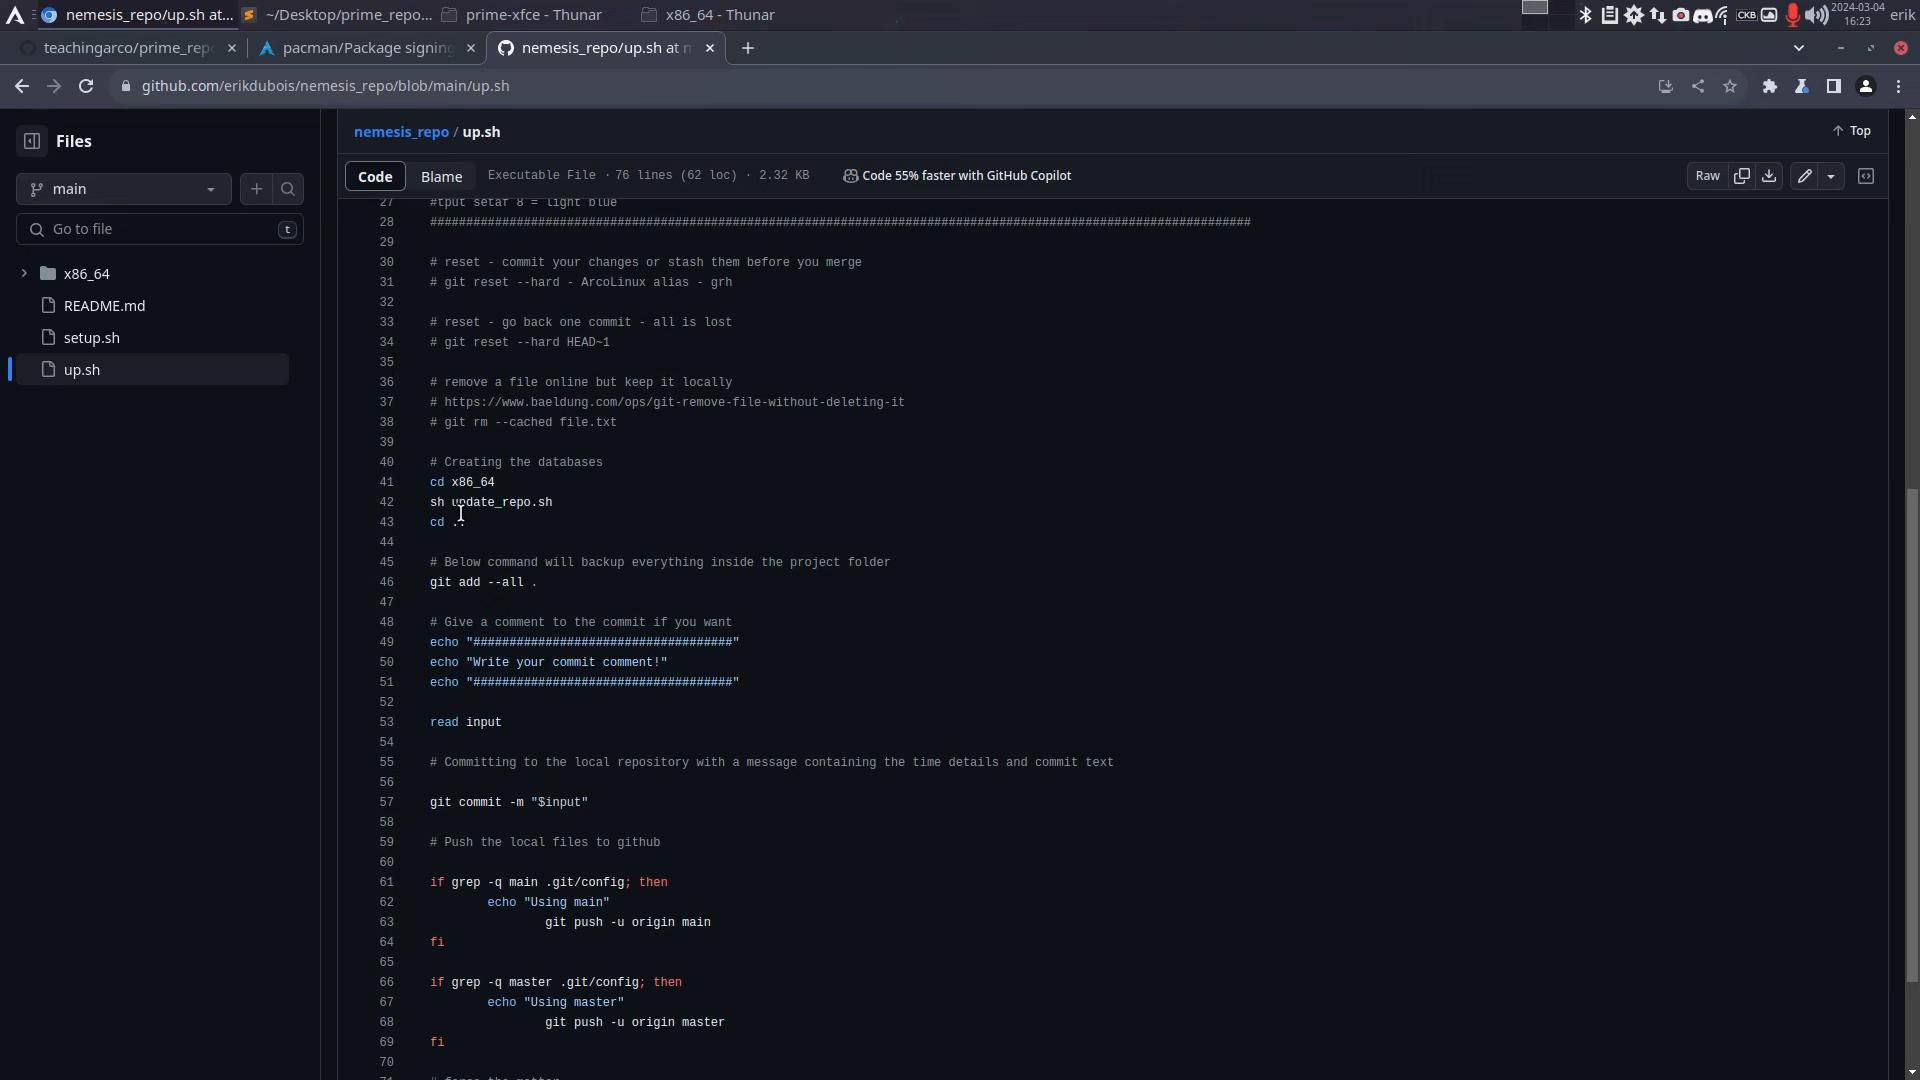 nemesis_repo/up.sh at...
~/Desktop/prime_repo...
prime-xfce - Thunar
x86_64 - Thunar
CKB
2024-03-04
16:23
erik
teachingarco/prime_rep
pacman/Package signing
nemesis_repo/up.sh at m
github.com/erikdubois/nemesis_repo/blob/main/up.sh
Files
main
Go to file
t
x86_64
README.md
setup.sh
up.sh
nemesis_repo / up.sh
Top
Code
Blame
Executable File · 76 lines (62 loc) · 2.32 KB
Code 55% faster with GitHub Copilot
Raw
27 #tput setaf 8 = light blue
28 ##################################################################################################################
29
30 # reset - commit your changes or stash them before you merge
31 # git reset --hard - ArcoLinux alias - grh
32
33 # reset - go back one commit - all is lost
34 # git reset --hard HEAD~1
35
36 # remove a file online but keep it locally
37 # https://www.baeldung.com/ops/git-remove-file-without-deleting-it
38 # git rm --cached file.txt
39
40 # Creating the databases
41 cd x86_64
42 sh update_repo.sh
43 cd ..
44
45 # Below command will backup everything inside the project folder
46 git add --all .
47
48 # Give a comment to the commit if you want
49 echo "####################################"
50 echo "Write your commit comment!"
51 echo "####################################"
52
53 read input
54
55 # Committing to the local repository with a message containing the time details and commit text
56
57 git commit -m "$input"
58
59 # Push the local files to github
60
61 if grep -q main .git/config; then
62 echo "Using main"
63 git push -u origin main
64 fi
65
66 if grep -q master .git/config; then
67 echo "Using master"
68 git push -u origin master
69 fi
70